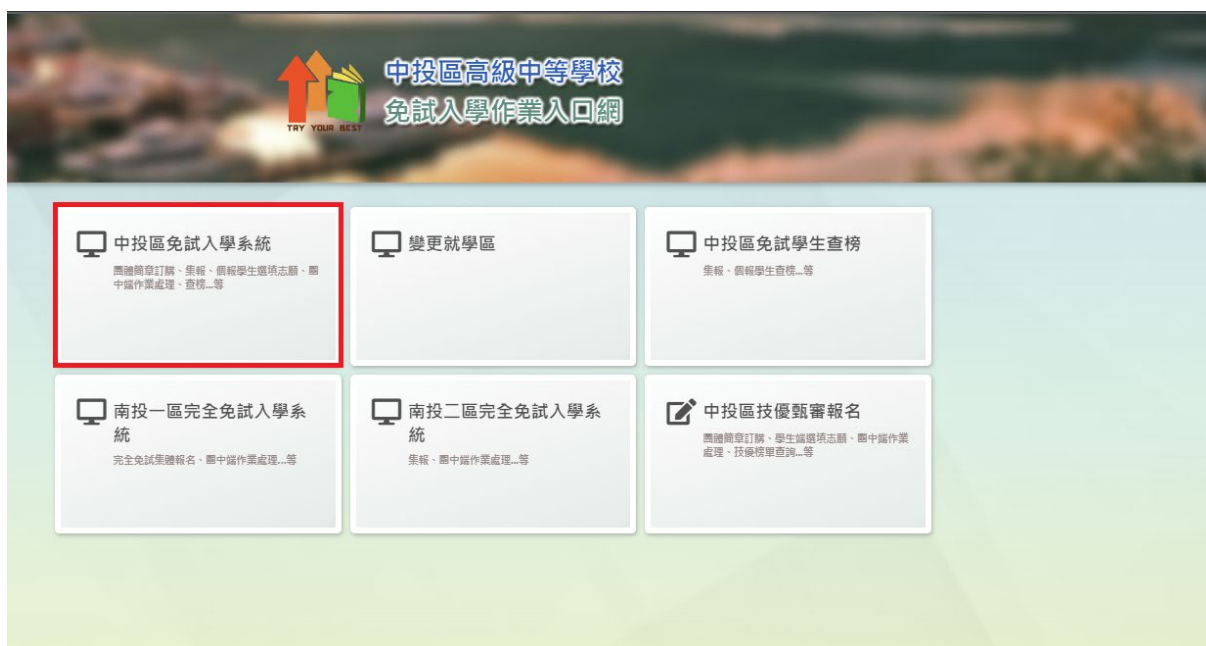 中投區高級中等學校
免試入學作業入口網
TRY YOUR BEST
中投區免試入學系統
團體簡章訂購、集報、個報學生選填志願、國
中端作業處理、查榜...等
變更就學區
中投區免試學生查榜
集報、個報學生查榜...等
南投一區完全免試入學系
統
完全免試集體報名、國中端作業處理...等
南投二區完全免試入學系
統
集報、國中端作業處理...等
中投區技優甄審報名
團體簡章訂購、學生端選填志願、國中端作業
處理、技優榜單查詢...等